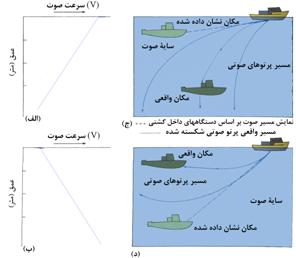 سرعت صوت (V)
عمق (متر)
(الف)
مکان نشان داده شده
سایهٔ صوت
مسیر پرتوهای صوتی
مکان واقعی
(ج)
نمایش مسیر صوت بر اساس دستگاههای داخل کشتی
مسیر واقعی پرتو صوتی شکسته شده
سرعت صوت (V)
عمق (متر)
(ب)
مکان واقعی
مسیر پرتوهای صوتی
سایهٔ صوت
مکان نشان داده شده
(د)